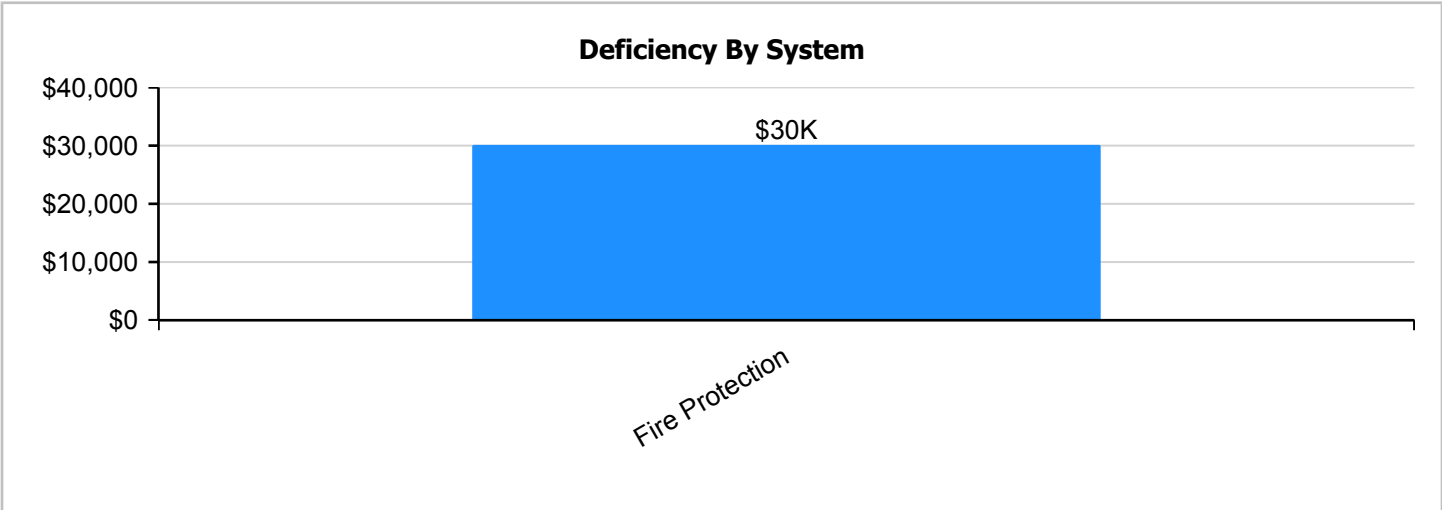 Deficiency By System
$40,000
$30K
$30,000
$20,000
$10,000
$0
Fire Protection